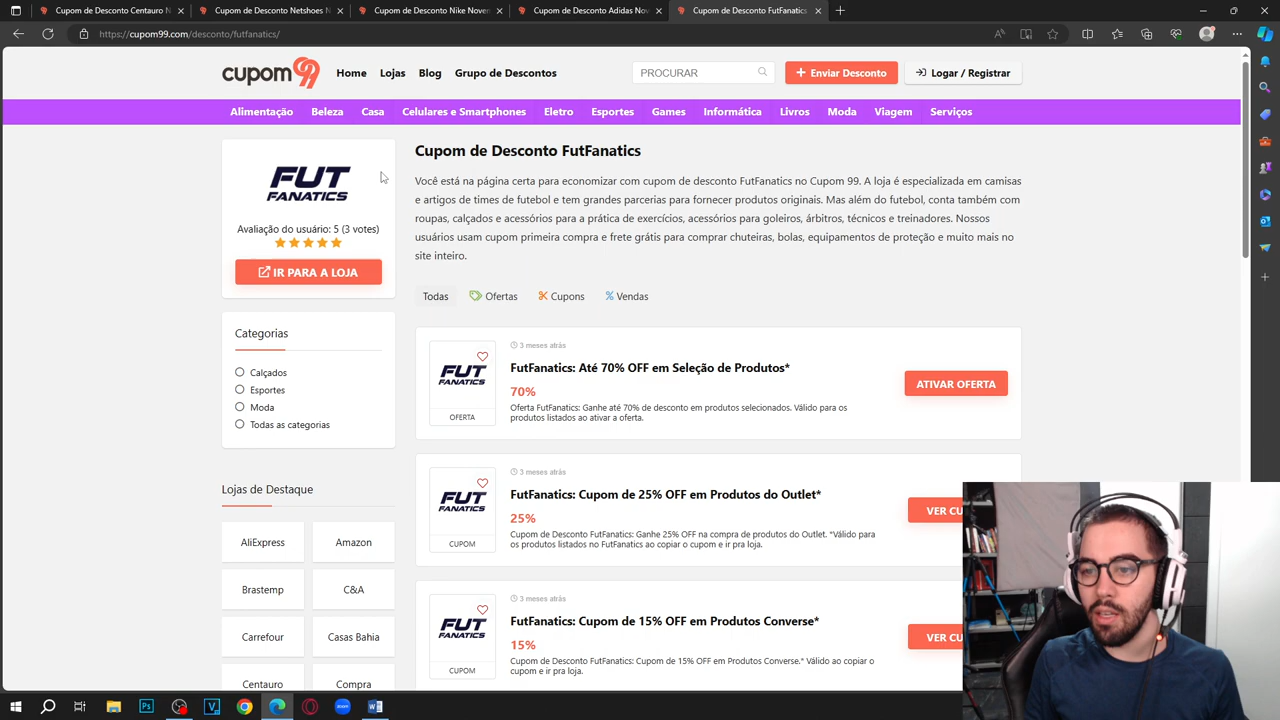 Cupom de Desconto Centauro N
Cupom de Desconto Netshoes N
Cupom de Desconto Nike Nover
Cupom de Desconto Adidas Nov
Cupom de Desconto FutFanatics
https://cupom99.com/desconto/futfanatics/
cupom99
Home
Lojas
Blog
Grupo de Descontos
PROCURAR
Enviar Desconto
Logar / Registrar
Alimentação
Beleza
Casa
Celulares e Smartphones
Eletro
Esportes
Games
Informática
Livros
Moda
Viagem
Serviços
FUT
FANATICS
Avaliação do usuário: 5 (3 votes)
IR PARA A LOJA
Categorias
Calçados
Esportes
Moda
Todas as categorias
Lojas de Destaque
AliExpress
Amazon
Brastemp
C&A
Carrefour
Casas Bahia
Centauro
Compra
Cupom de Desconto FutFanatics
Você está na página certa para economizar com cupom de desconto FutFanatics no Cupom 99. A loja é especializada em camisas
e artigos de times de futebol e tem grandes parcerias para fornecer produtos originais. Mas além do futebol, conta também com
roupas, calçados e acessórios para a prática de exercícios, acessórios para goleiros, árbitros, técnicos e treinadores. Nossos
usuários usam cupom primeira compra e frete grátis para comprar chuteiras, bolas, equipamentos de proteção e muito mais no
site inteiro.
Todas
Ofertas
Cupons
Vendas
FUT
FANATICS
OFERTA
3 meses atrás
FutFanatics: Até 70% OFF em Seleção de Produtos*
70%
Oferta FutFanatics: Ganhe até 70% de desconto em produtos selecionados. Válido para os
produtos listados ao ativar a oferta.
ATIVAR OFERTA
FUT
FANATICS
CUPOM
3 meses atrás
FutFanatics: Cupom de 25% OFF em Produtos do Outlet*
25%
Cupom de Desconto FutFanatics: Ganhe 25% OFF na compra de produtos do Outlet. *Válido para
os produtos listados no FutFanatics ao copiar o cupom e ir pra loja.
VER CU
FUT
FANATICS
CUPOM
3 meses atrás
FutFanatics: Cupom de 15% OFF em Produtos Converse*
15%
Cupom de Desconto FutFanatics: Cupom de 15% OFF em Produtos Converse.* Válido ao copiar o
cupom e ir pra loja.
VER CU